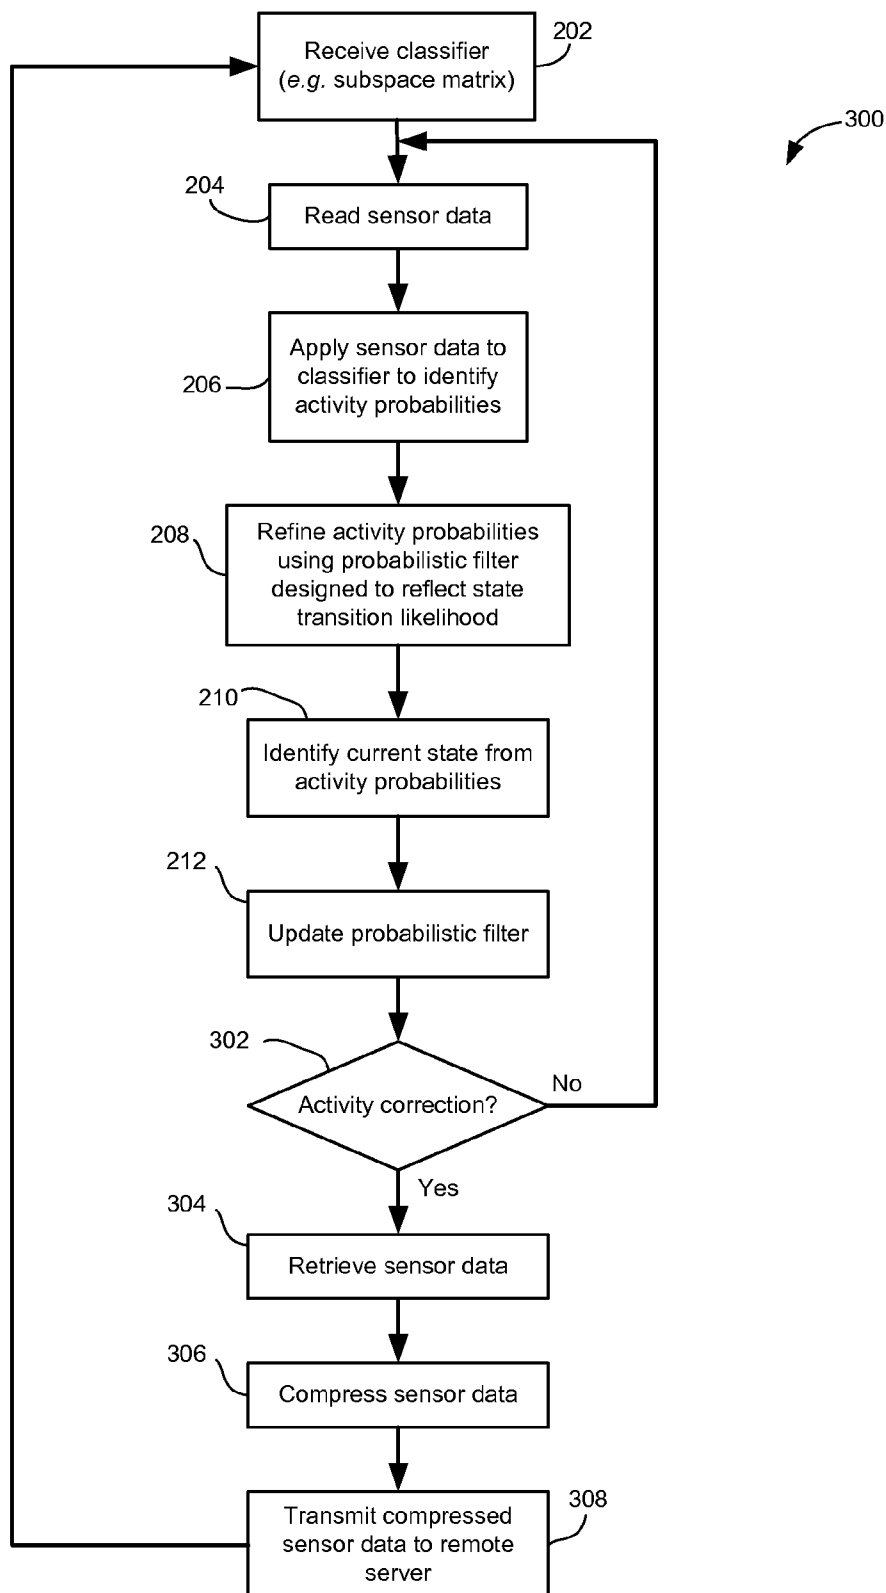 Receive classifier
(e.g. subspace matrix)
202
300
204
Read sensor data
Apply sensor data to
classifier to identify
activity probabilities
206
208
Refine activity probabilities
using probabilistic filter
designed to reflect state
transition likelihood
210
Identify current state from
activity probabilities
212
Update probabilistic filter
302
Activity correction?
No
Yes
304
Retrieve sensor data
306
Compress sensor data
Transmit compressed
sensor data to remote
server
308